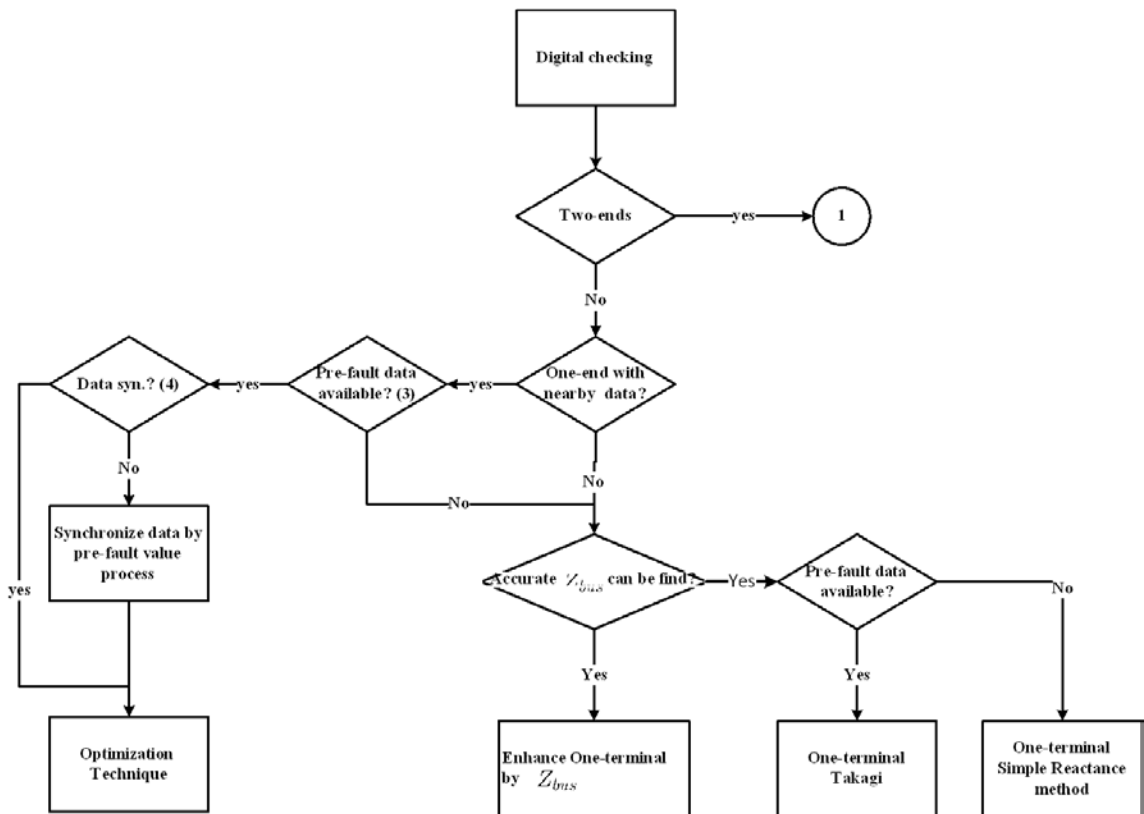 Digital checking
Two-ends
yes
1
No
Data syn.? (4)
yes
Pre-fault data
available? (3)
yes
One-end with
nearby data?
No
No
No
Synchronize data by
pre-fault value
process
yes
Accurate Z_bus can be find?
Yes
Pre-fault data
available?
No
Yes
Yes
Optimization
Technique
Enhance One-terminal
by Z_bus
One-terminal
Takagi
One-terminal
Simple Reactance
method